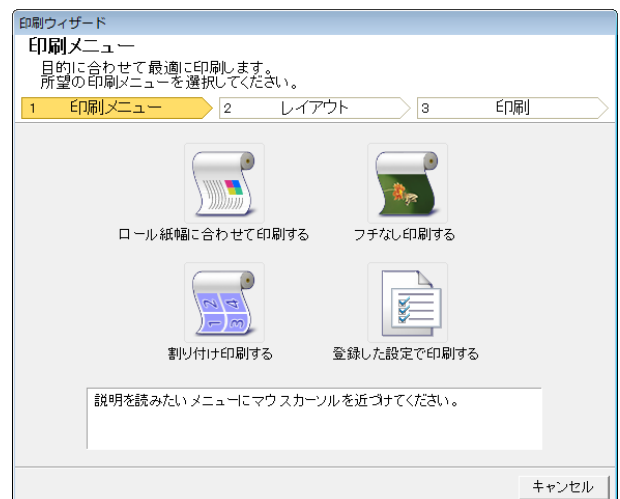 印刷ウィザード
印刷メニュー
目的に合わせて最適に印刷します。
所望の印刷メニューを選択してください。
1 印刷メニュー 2 レイアウト 3 印刷
ロール紙幅に合わせて印刷する フチなし印刷する
1 2 3 4
割り付け印刷する 登録した設定で印刷する
説明を読みたいメニューにマウスカーソルを近づけてください。
キャンセル